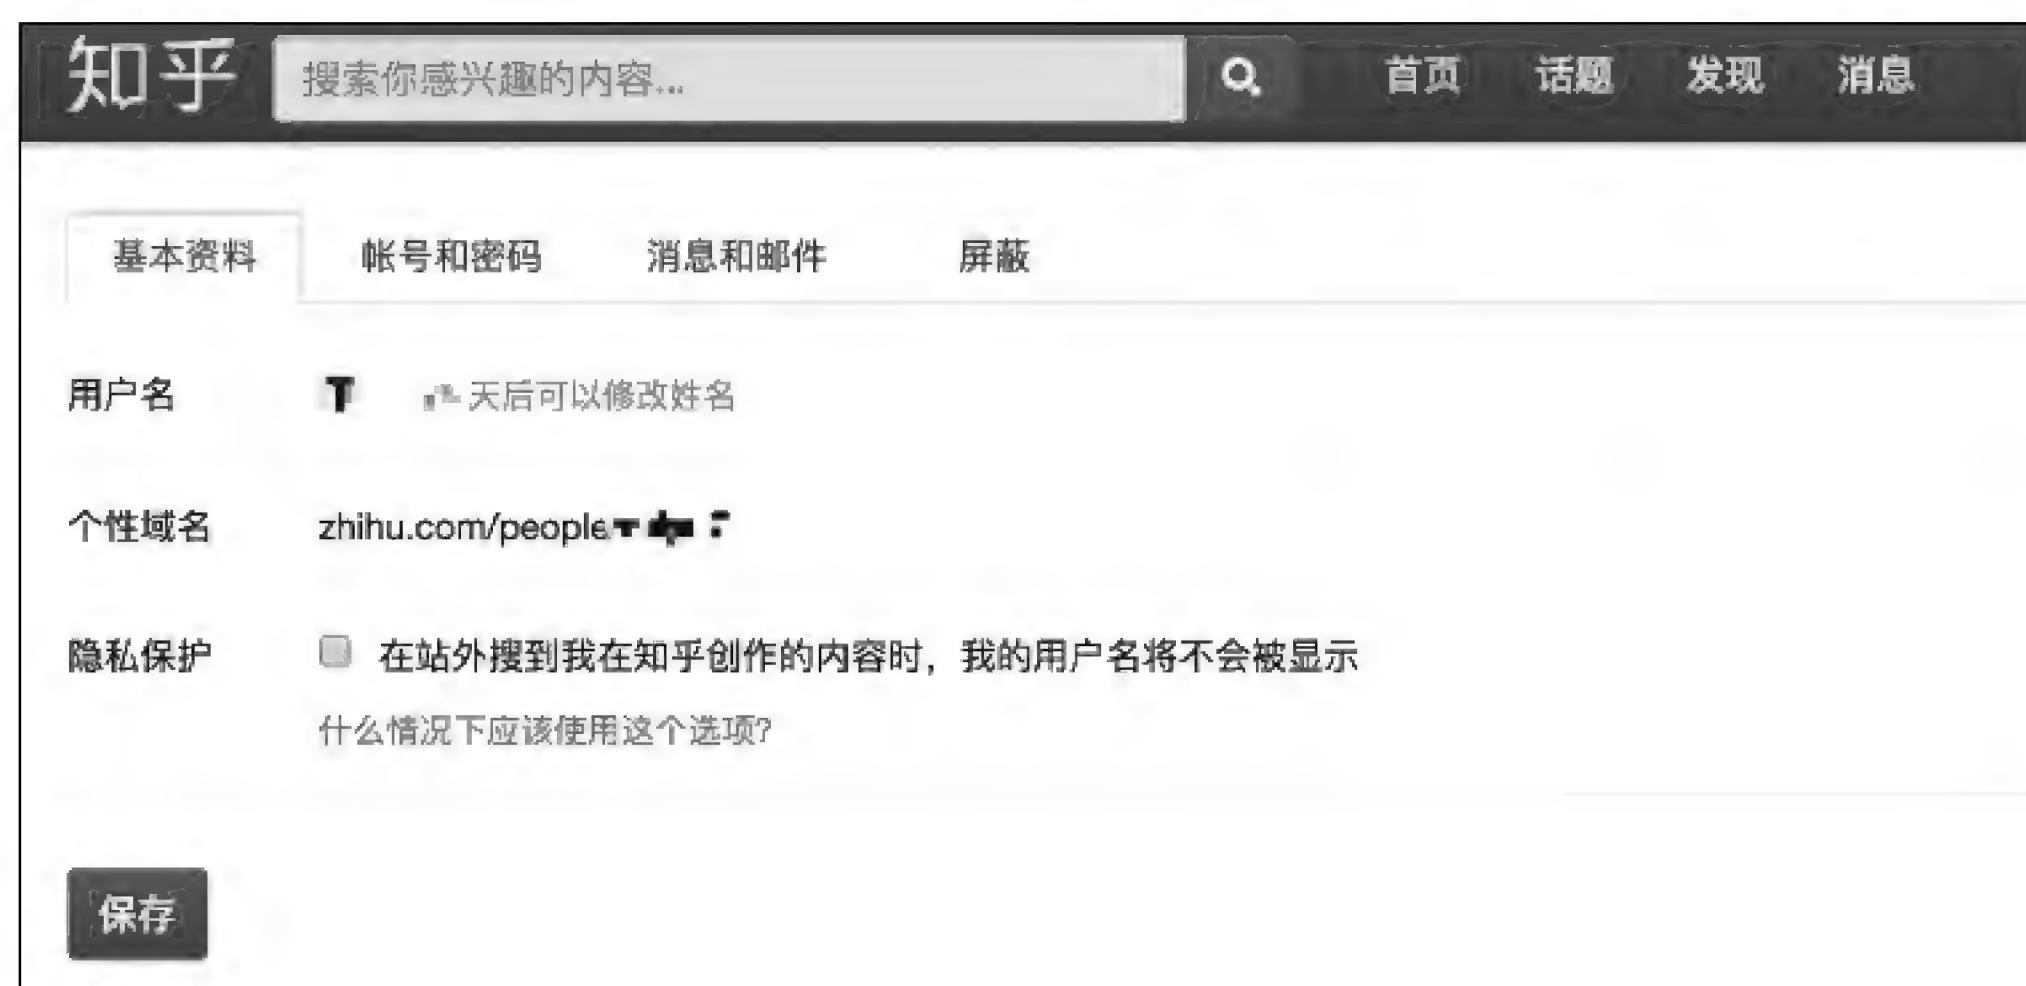 知乎 搜索你感兴趣的内容... 首页 话题 发现 消息
基本资料 帐号和密码 消息和邮件 屏蔽
用户名 天后可以修改姓名
个性域名 zhihu.com/people
隐私保护 在站外搜到我在知乎创作的内容时，我的用户名将不会被显示
什么情况下应该使用这个选项?
保存